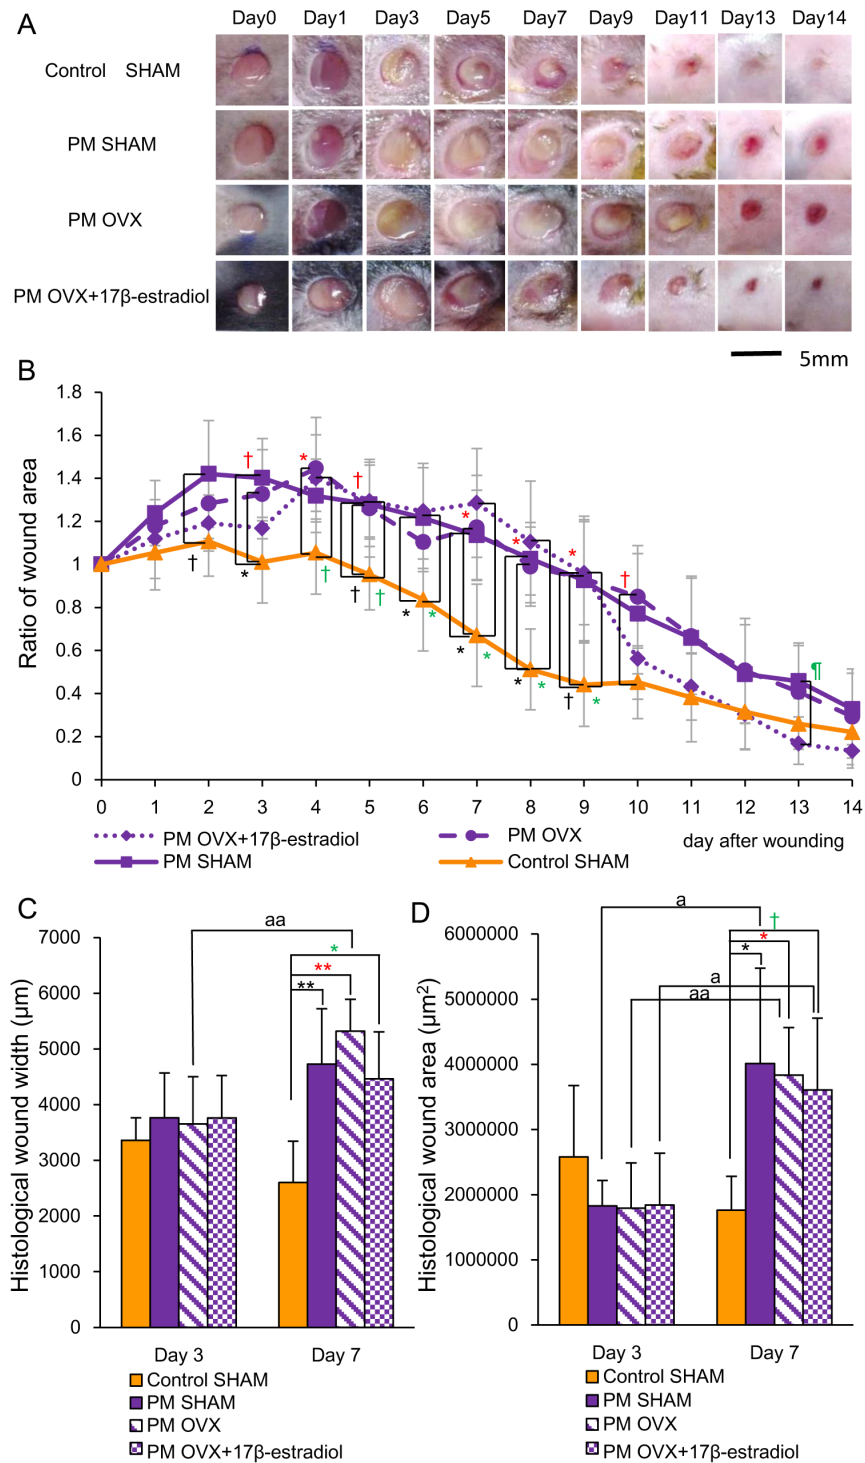 A
Day0 Day1 Day3 Day5 Day7 Day9 Day11 Day13 Day14
Control SHAM
PM SHAM
PM OVX
PM OVX+17β-estradiol
5mm
B
Ratio of wound area
1.8
1.6
1.4
1.2
1
0.8
0.6
0.4
0.2
0
† * † * * * †
† * † * * * †
† † * * * * ¶
0 1 2 3 4 5 6 7 8 9 10 11 12 13 14
day after wounding
PM OVX+17β-estradiol PM OVX
PM SHAM Control SHAM
C
Histological wound width (μm)
7000
6000
5000
4000
3000
2000
1000
0
aa
*
**
**
Day 3 Day 7
Control SHAM
PM SHAM
PM OVX
PM OVX+17β-estradiol
D
Histological wound area (μm²)
6000000
5000000
4000000
3000000
2000000
1000000
0
a
†
*
*
a
aa
Day 3 Day 7
Control SHAM
PM SHAM
PM OVX
PM OVX+17β-estradiol